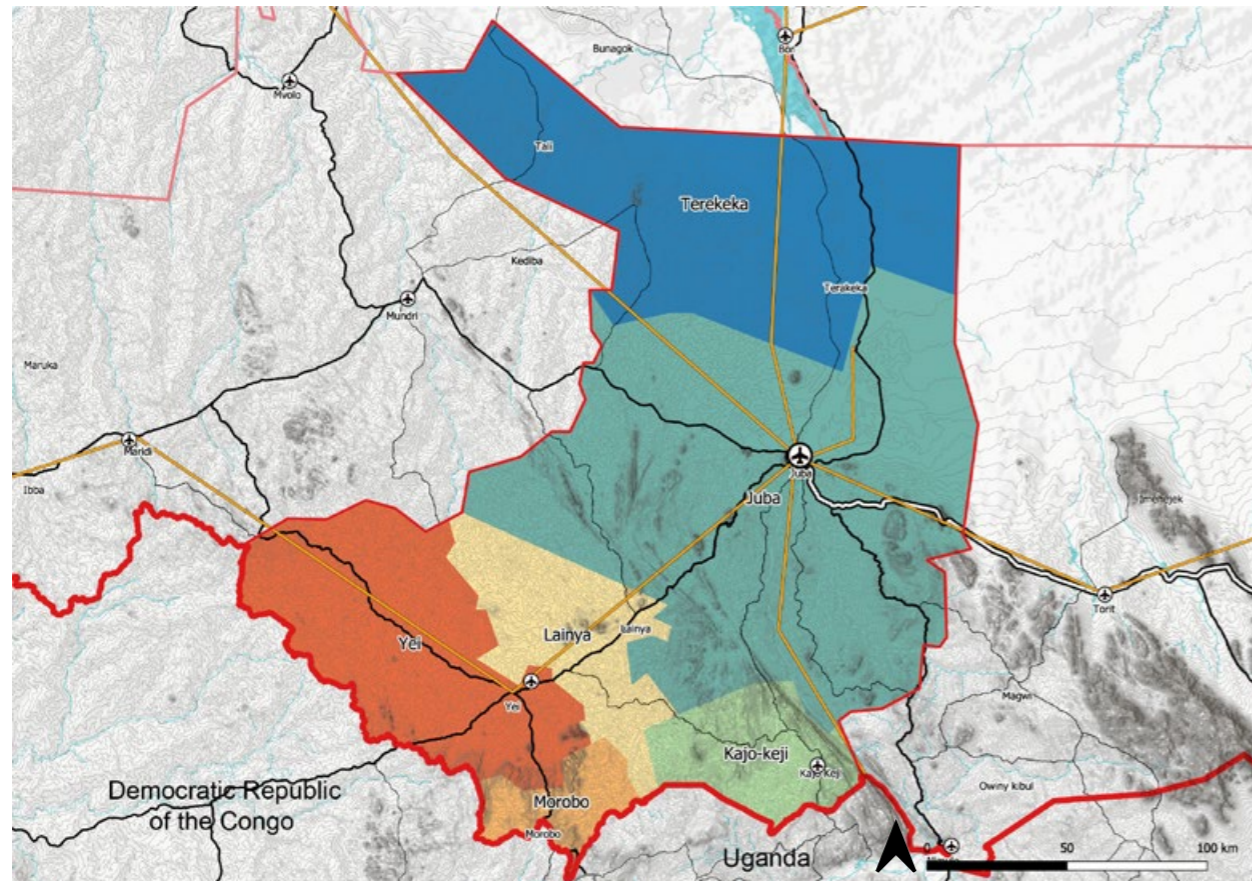 Bor
Bunagok
Mvolo
Tali
Terekeka
Kediba
Terakeka
Mundri
Maruka
Maridi
Juba
Ibba
Juba
Torit
Lainya
Lainya
Yei
Yei
Magwi
Kajo-keji
Kajo Keji
Owiny kibul
Democratic Republic
of the Congo
Morobo
Morobo
Uganda
0 50 100 km